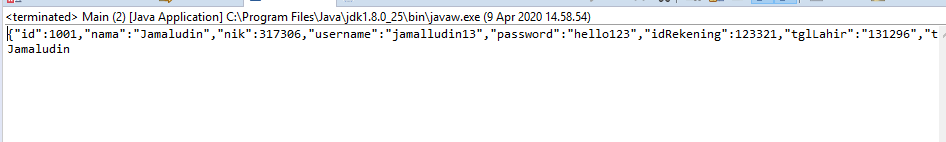 <terminated> Main (2) [Java Application] C:\Program Files\Java\jdk1.8.0_25\bin\javaw.exe (9 Apr 2020 14.58.54)
{"id":1001,"nama":"Jamaludin","nik":317306,"username":"jamalludin13","password":"hello123","idRekening":123321,"tglLahir":"131296","t
Jamaludin